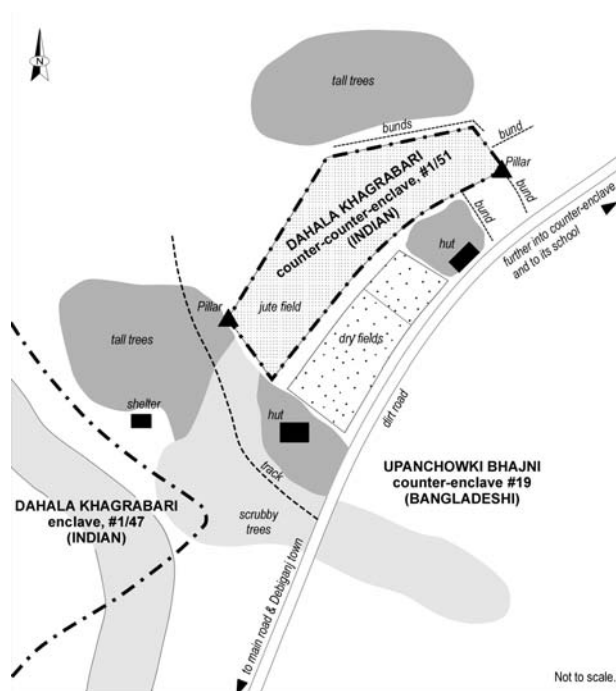 N
tall trees
bunds
bund
Pillar
bund
bund
DAHALA KHAGRABARI
counter-counter-enclave, #1/51
(INDIAN)
further into counter-enclave
and to its school
hut
jute field
Pillar
tall trees
dry fields
shelter
hut
dirt road
track
UPANCHOWKI BHAJNI
counter-enclave #19
(BANGLADESHI)
DAHALA KHAGRABARI
enclave, #1/47
(INDIAN)
scrubby
trees
to main road & Debiganj town
Not to scale.